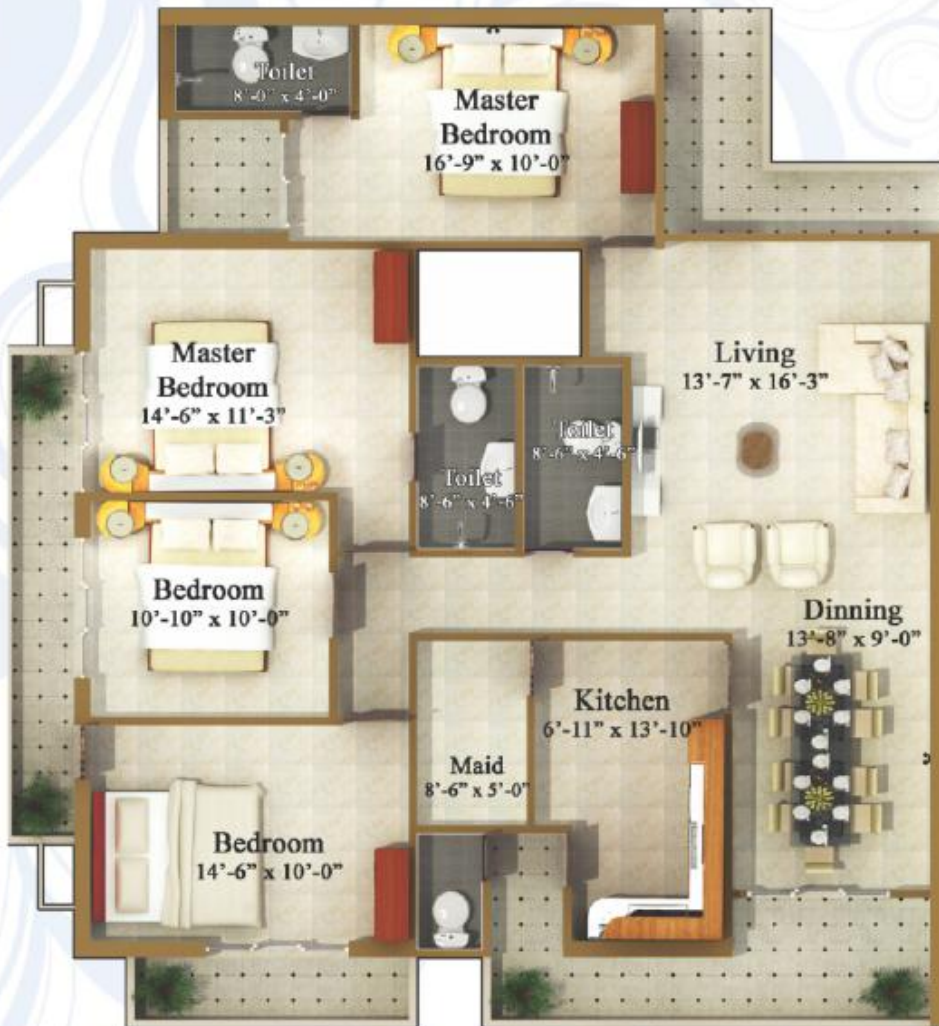 Toilet
8'-0" x 4'-0"
Master
Bedroom
16'-9" x 10'-0"
Master
Bedroom
14'-6" x 11'-3"
Living
13'-7" x 16'-3"
Toilet
8'-6" x 4'-6"
Toilet
8'-6" x 4'-6"
Bedroom
10'-10" x 10'-0"
Dinning
13'-8" x 9'-0"
Kitchen
6'-11" x 13'-10"
Maid
8'-6" x 5'-0"
Bedroom
14'-6" x 10'-0"